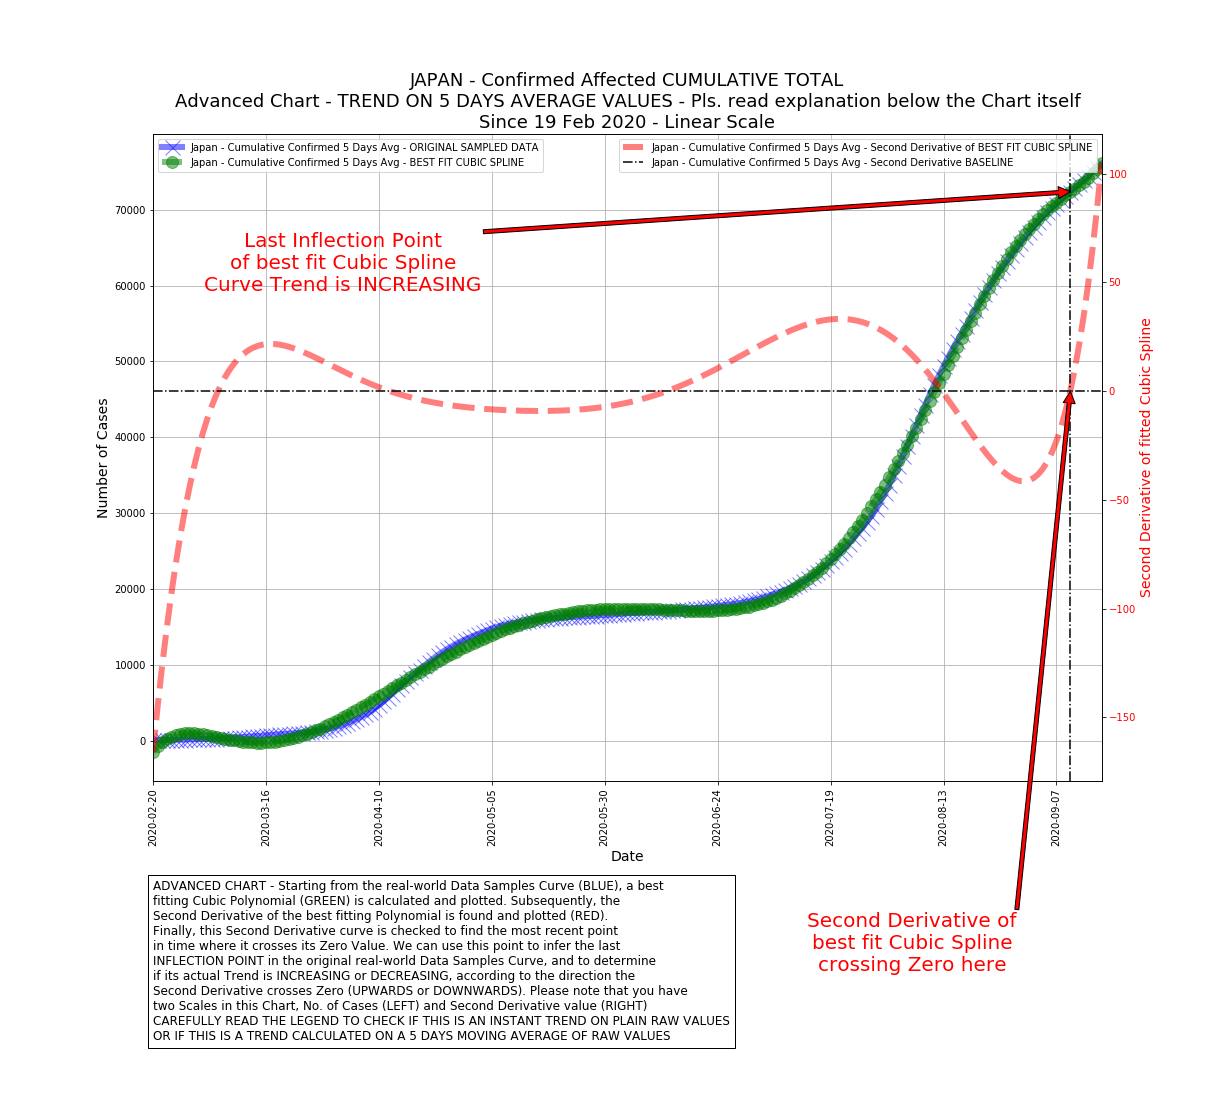 JAPAN - Confirmed Affected CUMULATIVE TOTAL
Advanced Chart - TREND ON 5 DAYS AVERAGE VALUES - Pls. read explanation below the Chart itself
Since 19 Feb 2020 - Linear Scale
Japan - Cumulative Confirmed 5 Days Avg - ORIGINAL SAMPLED DATA
Japan - Cumulative Confirmed 5 Days Avg - BEST FIT CUBIC SPLINE
Japan - Cumulative Confirmed 5 Days Avg - Second Derivative of BEST FIT CUBIC SPLINE
Japan - Cumulative Confirmed 5 Days Avg - Second Derivative BASELINE
Last Inflection Point
of best fit Cubic Spline
Curve Trend is INCREASING
Number of Cases
70000
60000
50000
40000
30000
20000
10000
0
100
50
0
−50
−100
−150
Second Derivative of fitted Cubic Spline
2020-02-20
2020-03-16
2020-04-10
2020-05-05
2020-05-30
2020-06-24
2020-07-19
2020-08-13
2020-09-07
Date
ADVANCED CHART - Starting from the real-world Data Samples Curve (BLUE), a best
fitting Cubic Polynomial (GREEN) is calculated and plotted. Subsequently, the
Second Derivative of the best fitting Polynomial is found and plotted (RED).
Finally, this Second Derivative curve is checked to find the most recent point
in time where it crosses its Zero Value. We can use this point to infer the last
INFLECTION POINT in the original real-world Data Samples Curve, and to determine
if its actual Trend is INCREASING or DECREASING, according to the direction the
Second Derivative crosses Zero (UPWARDS or DOWNWARDS). Please note that you have
two Scales in this Chart, No. of Cases (LEFT) and Second Derivative value (RIGHT)
CAREFULLY READ THE LEGEND TO CHECK IF THIS IS AN INSTANT TREND ON PLAIN RAW VALUES
OR IF THIS IS A TREND CALCULATED ON A 5 DAYS MOVING AVERAGE OF RAW VALUES
Second Derivative of
best fit Cubic Spline
crossing Zero here